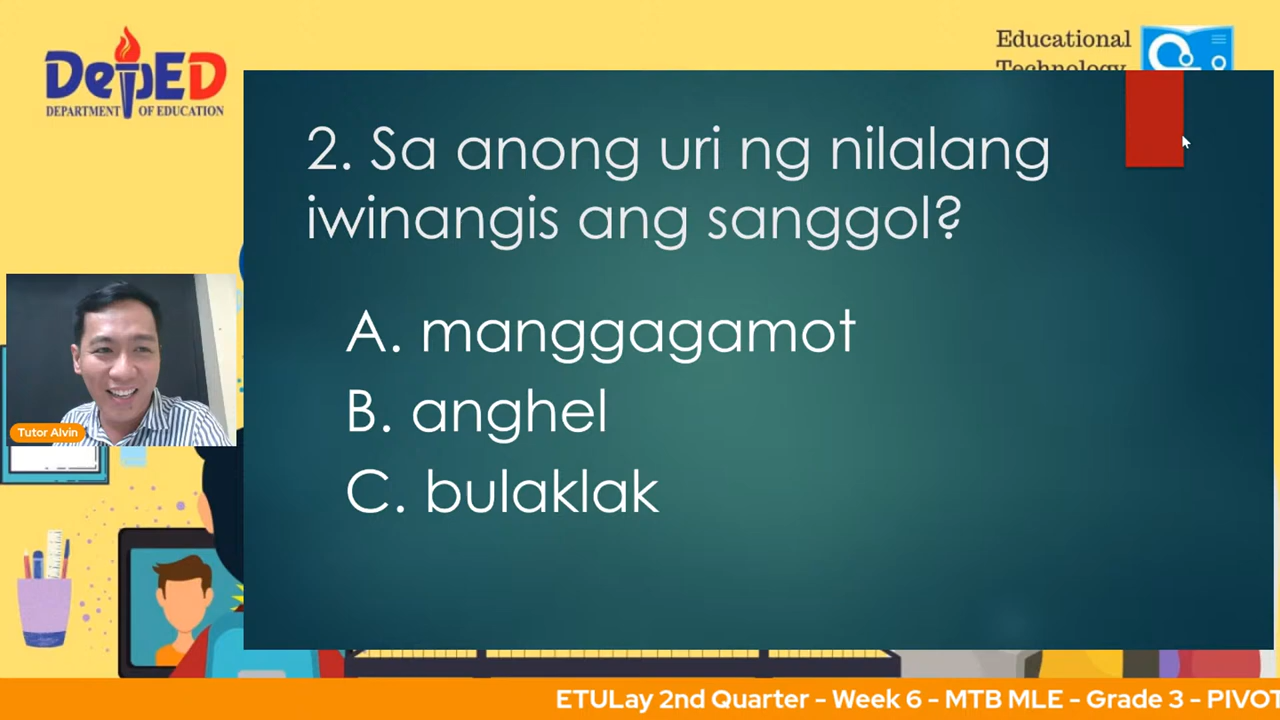 DepED
DEPARTMENT OF EDUCATION
Educational
Technology
2. Sa anong uri ng nilalang
iwinangis ang sanggol?
A. manggagamot
B. anghel
C. bulaklak
Tutor Alvin
ETULay 2nd Quarter - Week 6 - MTB MLE - Grade 3 - PIVOT